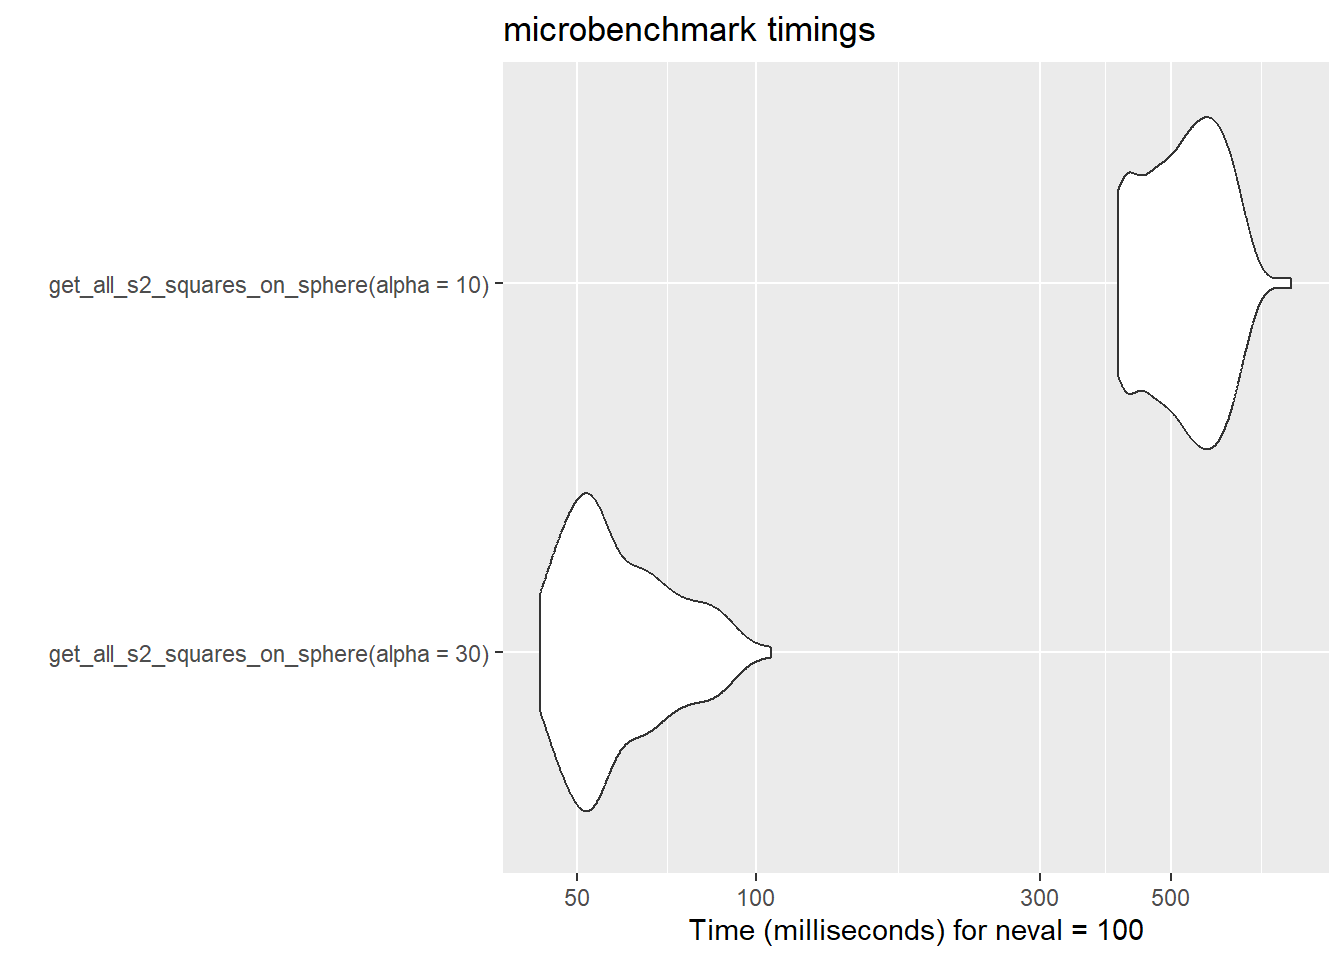 microbenchmark timings
get_all_s2_squares_on_sphere(alpha = 10)
get_all_s2_squares_on_sphere(alpha = 30)
50 100 300 500
Time (milliseconds) for neval = 100